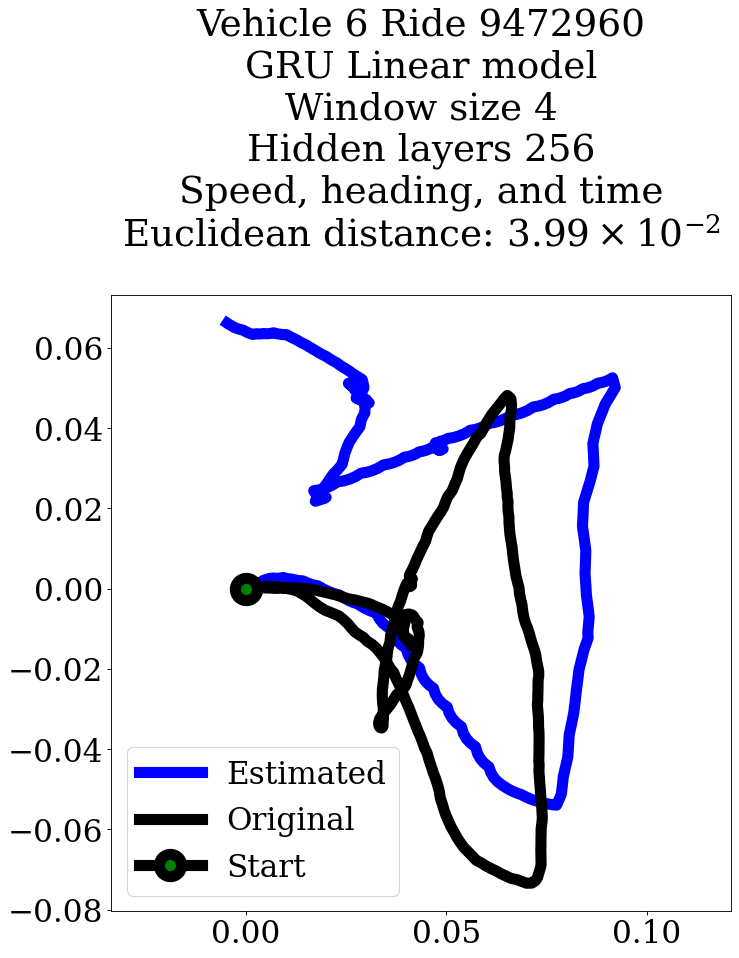 Vehicle 6 Ride 9472960
GRU Linear model
Window size 4
Hidden layers 256
Speed, heading, and time
Euclidean distance: 3.99 × 10⁻²
0.06
0.04
0.02
0.00
−0.02
−0.04
−0.06
−0.08
Estimated
Original
Start
0.00 0.05 0.10